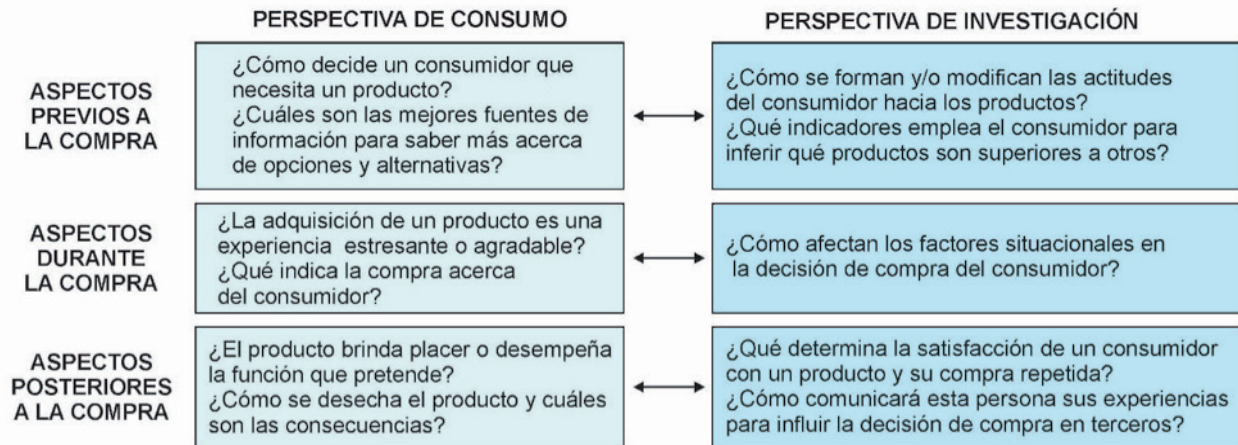 PERSPECTIVA DE CONSUMO
PERSPECTIVA DE INVESTIGACIÓN
ASPECTOS
PREVIOS A
LA COMPRA
¿Cómo decide un consumidor que
necesita un producto?
¿Cuáles son las mejores fuentes de
información para saber más acerca
de opciones y alternativas?
¿Cómo se forman y/o modifican las actitudes
del consumidor hacia los productos?
¿Qué indicadores emplea el consumidor para
inferir qué productos son superiores a otros?
ASPECTOS
DURANTE
LA COMPRA
¿La adquisición de un producto es una
experiencia estresante o agradable?
¿Qué indica la compra acerca
del consumidor?
¿Cómo afectan los factores situacionales en
la decisión de compra del consumidor?
ASPECTOS
POSTERIORES
A LA COMPRA
¿El producto brinda placer o desempeña
la función que pretende?
¿Cómo se desecha el producto y cuáles
son las consecuencias?
¿Qué determina la satisfacción de un consumidor
con un producto y su compra repetida?
¿Cómo comunicará esta persona sus experiencias
para influir la decisión de compra en terceros?